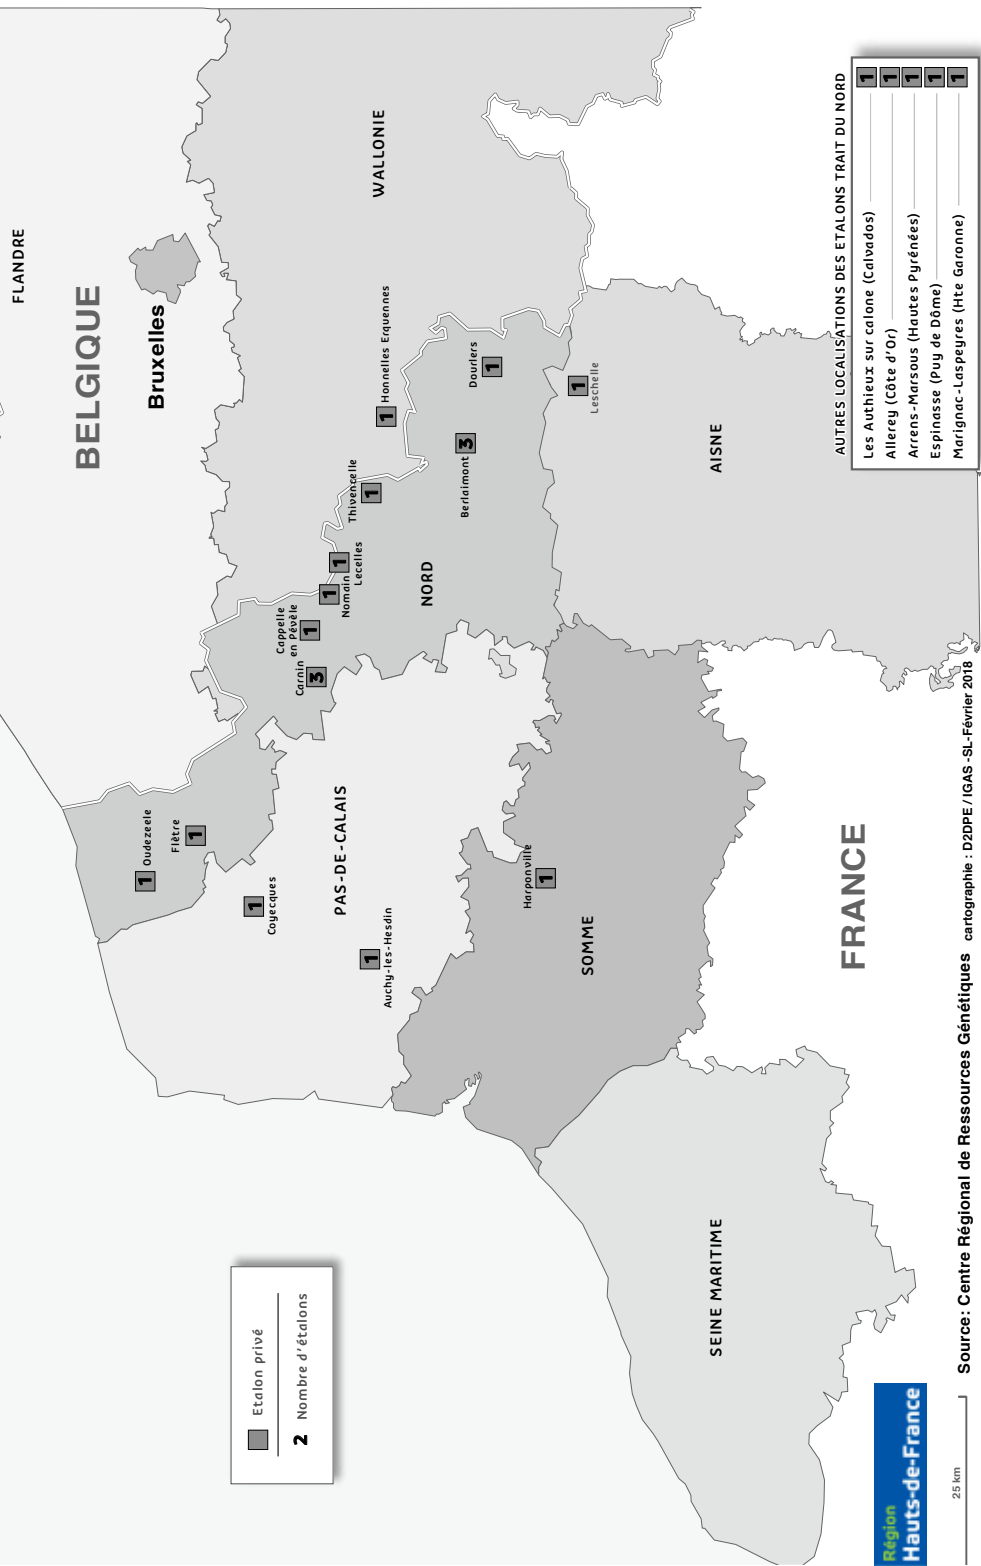 FLANDRE
BELGIQUE
Bruxelles
WALLONIE
Oudezeele
1
Flètre
1
Coyecques
1
Auchy-les-Hesdin
1
PAS-DE-CALAIS
Carnin
3
Cappelle
en Pévèle
1
Nomain
1
Lecelles
1
Thivencelle
1
Honnelles Erquennes
1
NORD
Berlaimont
3
Dourlers
1
Leschelle
1
AISNE
Harponville
1
SOMME
SEINE MARITIME
FRANCE
Etalon privé
2 Nombre d'étalons
AUTRES LOCALISATIONS DES ETALONS TRAIT DU NORD
Les Authieux sur calone (Calvados) 1
Allerey (Côte d'Or) 1
Arrens-Marsous (Hautes Pyrénées) 1
Espinasse (Puy de Dôme) 1
Marignac-Laspeyres (Hte Garonne) 1
Région
Hauts-de-France
25 km
Source: Centre Régional de Ressources Génétiques cartographie : D2DPE / IGAS -SL-Février 2018